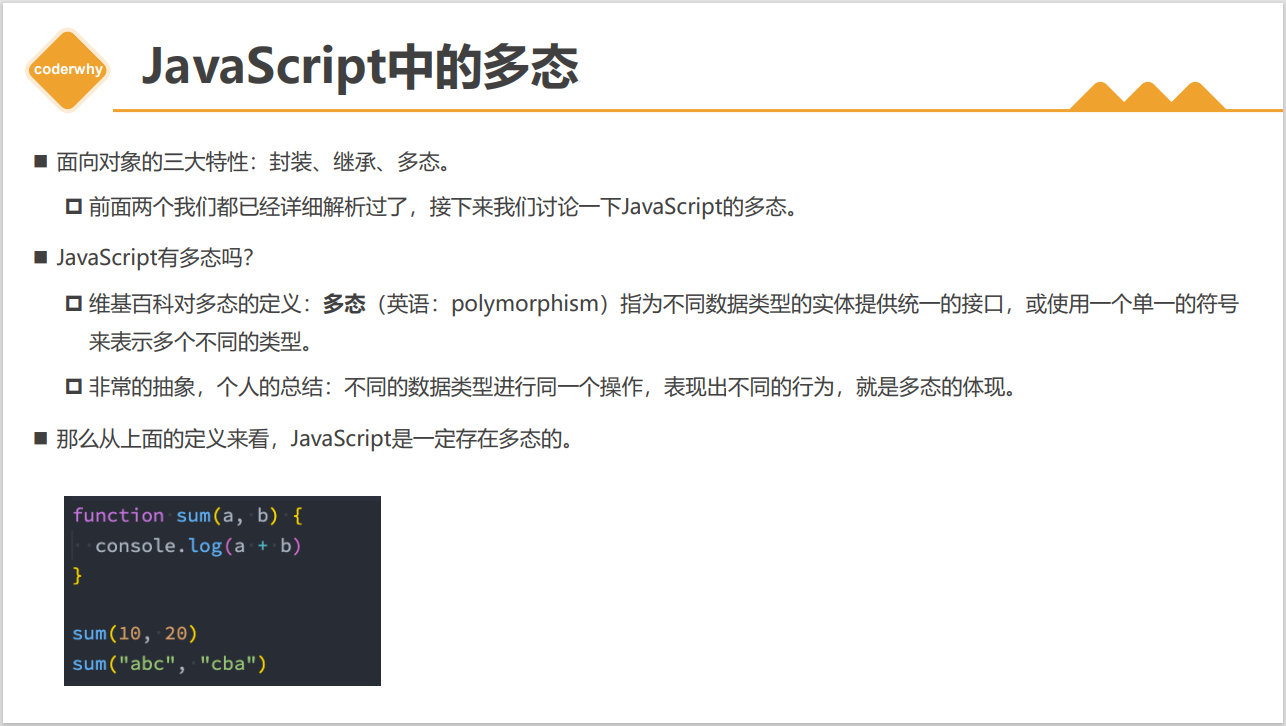 coderwhy
JavaScript中的多态
面向对象的三大特性：封装、继承、多态。
前面两个我们都已经详细解析过了，接下来我们讨论一下JavaScript的多态。
JavaScript有多态吗？
维基百科对多态的定义：多态（英语：polymorphism）指为不同数据类型的实体提供统一的接口，或使用一个单一的符号
来表示多个不同的类型。
非常的抽象，个人的总结：不同的数据类型进行同一个操作，表现出不同的行为，就是多态的体现。
那么从上面的定义来看，JavaScript是一定存在多态的。
function sum(a, b) {
  console.log(a + b)
}
sum(10, 20)
sum("abc", "cba")